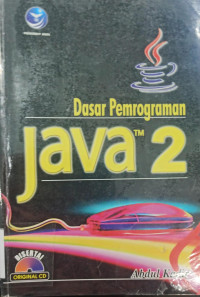 Dasar Pemrograman
Java™ 2
Abdul
DISERTAI
ORIGINAL CD